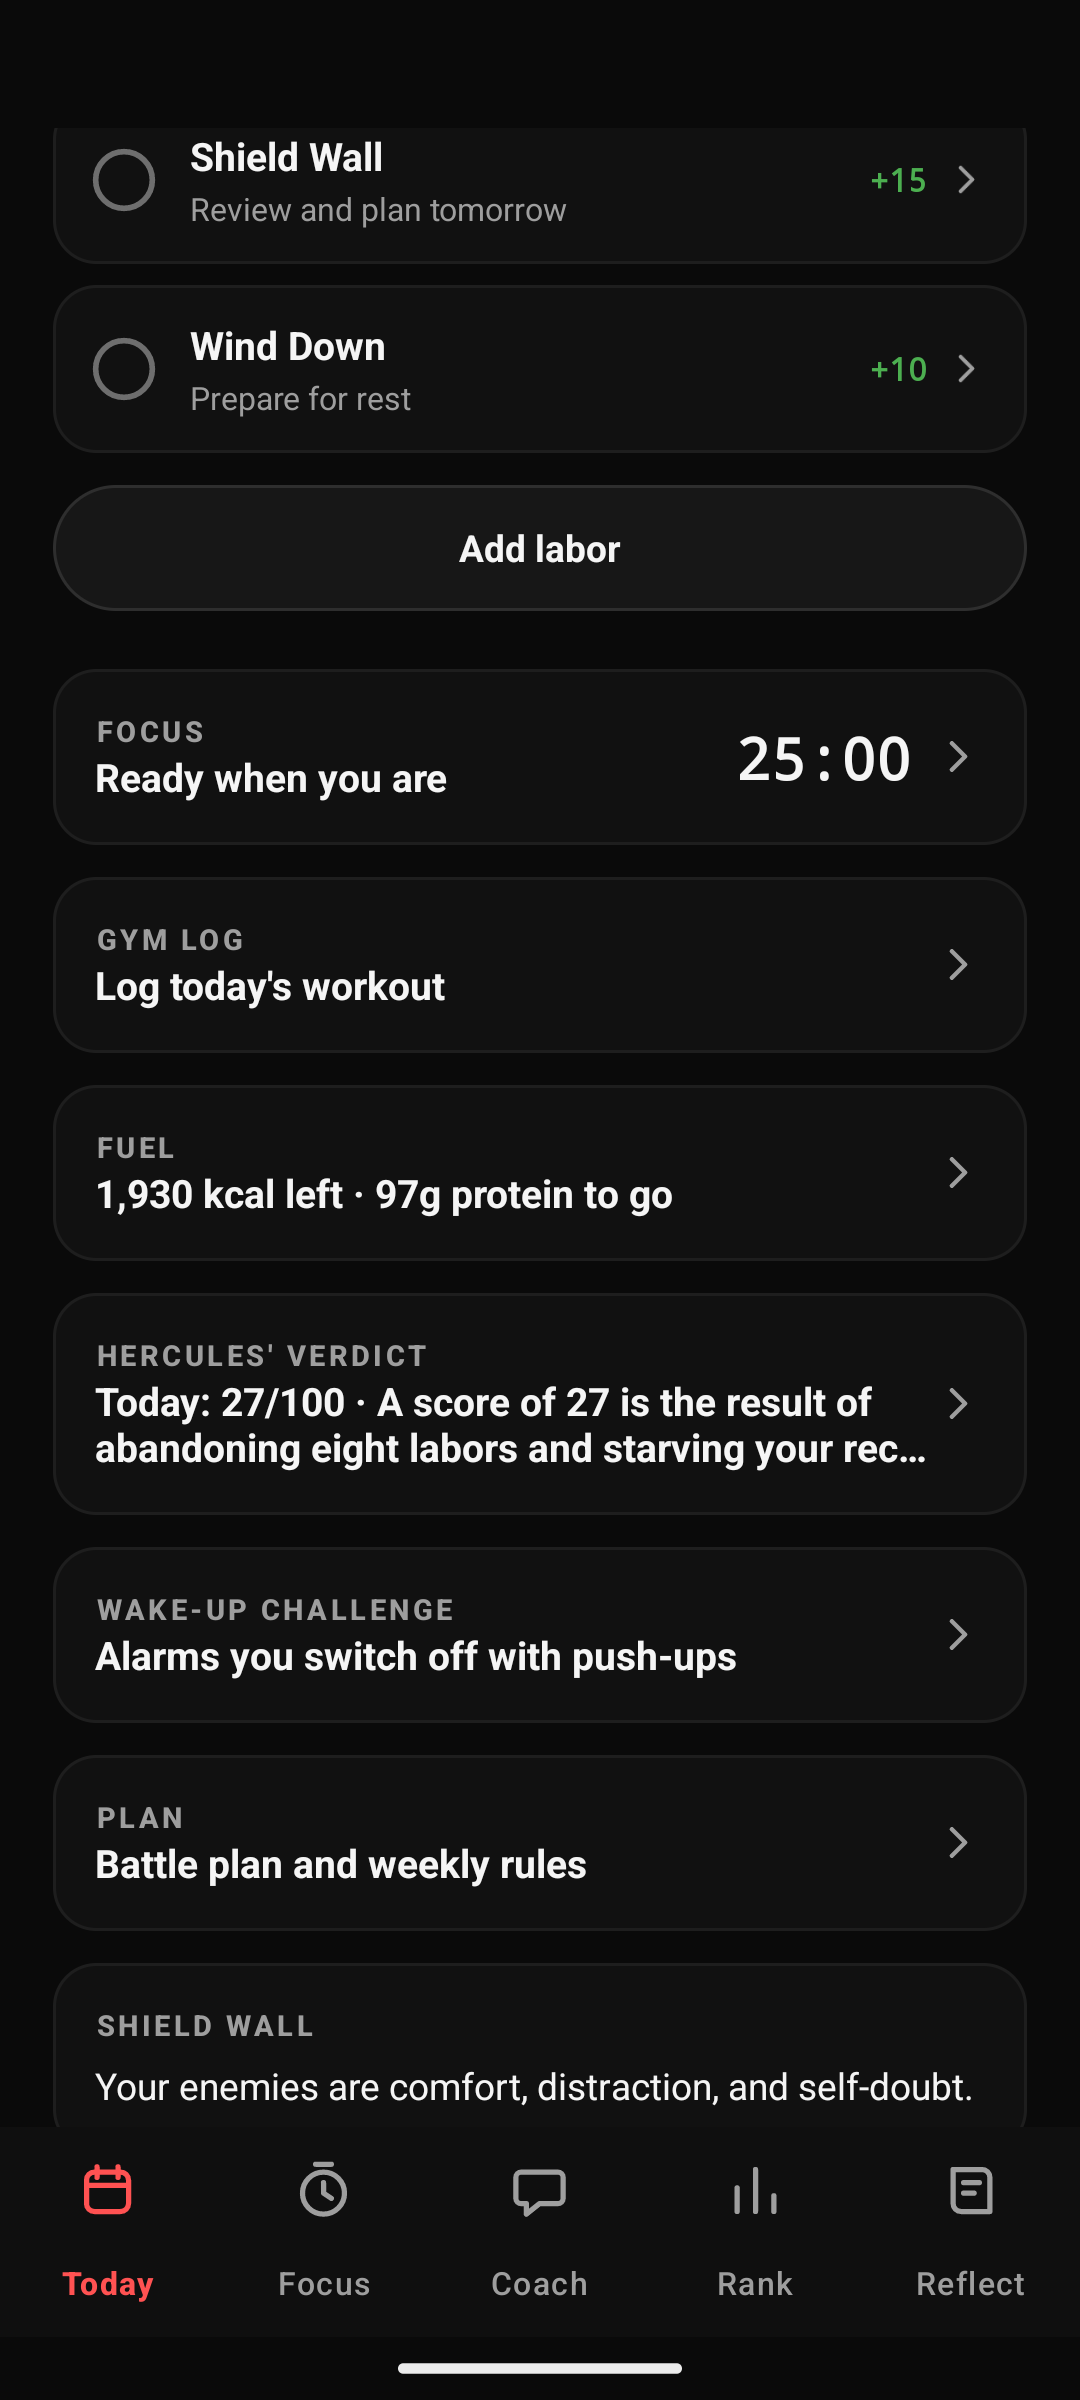 Shield Wall
Review and plan tomorrow
+15
Wind Down
Prepare for rest
+10
Add labor
FOCUS
Ready when you are
25:00
GYM LOG
Log today's workout
FUEL
1,930 kcal left · 97g protein to go
HERCULES' VERDICT
Today: 27/100 · A score of 27 is the result of
abandoning eight labors and starving your rec...
WAKE-UP CHALLENGE
Alarms you switch off with push-ups
PLAN
Battle plan and weekly rules
SHIELD WALL
Your enemies are comfort, distraction, and self-doubt.
Today
Focus
Coach
Rank
Reflect